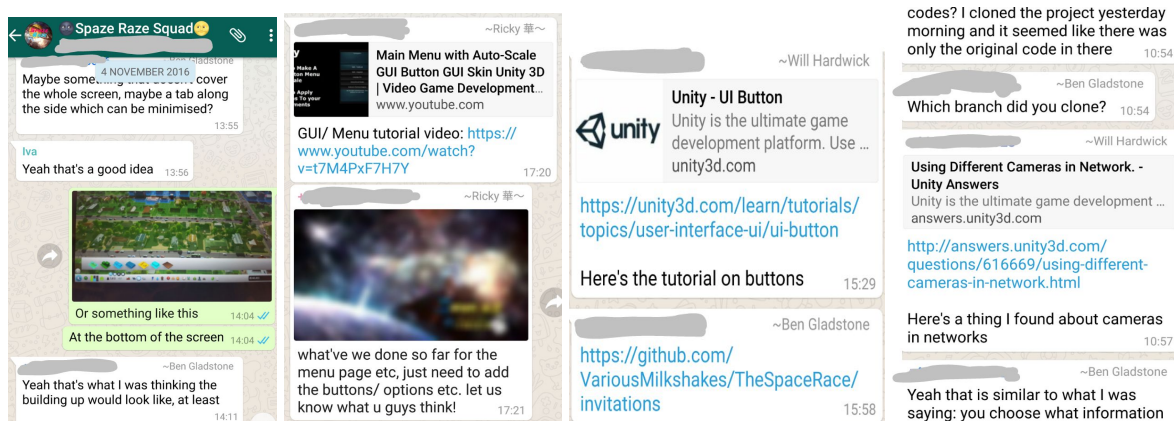 Spaze Raze Squad
~Ben Gladstone
4 NOVEMBER 2016
Maybe something that doesn't cover
the whole screen, maybe a tab along
the side which can be minimised?
13:55
Iva
Yeah that's a good idea 13:56
Or something like this 14:04
At the bottom of the screen 14:04
~Ben Gladstone
Yeah that's what I was thinking the
building up would look like, at least
14:11
~Ricky 華~
Main Menu with Auto-Scale
GUI Button GUI Skin Unity 3D
| Video Game Development...
www.youtube.com
GUI/ Menu tutorial video: https://
www.youtube.com/watch?
v=t7M4PxF7H7Y 17:20
~Ricky 華~
what've we done so far for the
menu page etc, just need to add
the buttons/ options etc. let us
know what u guys think! 17:21
~Will Hardwick
unity
Unity - UI Button
Unity is the ultimate game
development platform. Use ...
unity3d.com
https://unity3d.com/learn/tutorials/
topics/user-interface-ui/ui-button
Here's the tutorial on buttons 15:29
~Ben Gladstone
https://github.com/
VariousMilkshakes/TheSpaceRace/
invitations 15:58
codes? I cloned the project yesterday
morning and it seemed like there was
only the original code in there 10:54
~Ben Gladstone
Which branch did you clone? 10:54
~Will Hardwick
Using Different Cameras in Network. -
Unity Answers
Unity is the ultimate game development ...
answers.unity3d.com
http://answers.unity3d.com/
questions/616669/using-different-
cameras-in-network.html
Here's a thing I found about cameras
in networks 10:57
~Ben Gladstone
Yeah that is similar to what I was
saying: you choose what information